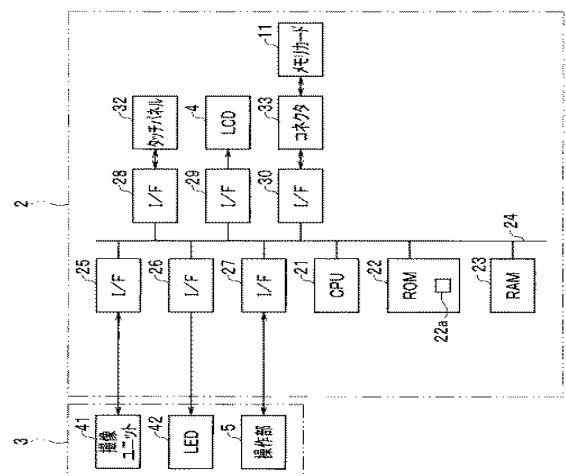 2
32
タッチパネル
28
I/F
4
LCD
29
I/F
11
メモリカード
33
コネクタ
30
I/F
24
25
I/F
26
I/F
27
I/F
21
CPU
22
ROM
22a
23
RAM
3
41
撮像
ユニット
42
LED
5
操作部